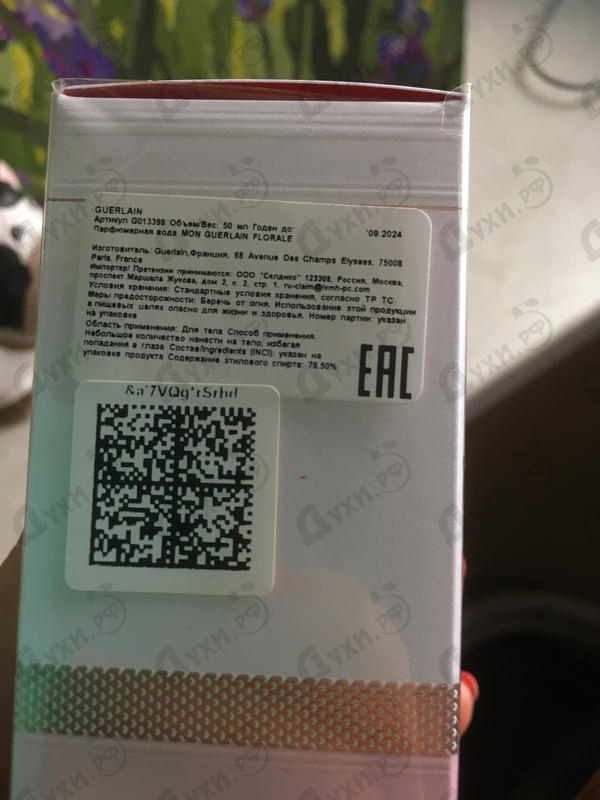 GUERLAIN
Артикул G013398 Объем/Вес: 50 мл Годен до 09.2024
Парфюмерная вода MON GUERLAIN FLORALE
Изготовитель: Guerlain,Франция, 68 Avenue Des Champs Elysees, 75008
Paris, France
Импортер/ Претензии принимаются: ООО "Селдико" 123308, Россия, Москва,
проспект Маршала Жукова, дом 2, к. 2, стр. 1. ru-claim@lvmh-pc.com
Условия хранения: Стандартные условия хранения, согласно ТР ТС
Меры предосторожности: Беречь от огня. Использование этой продукции
в пищевых целях опасно для жизни и здоровья. Номер партии: указан
на упаковке
Область применения: Для тела Способ применения:
Небольшое количество нанести на тело, избегая
попадания в глаза Состав/Ingredients (INCI): указан на
упаковке продукта Содержание этилового спирта: 78.50%
EAC
&a'7VQg*rSrhd
Духи.рф